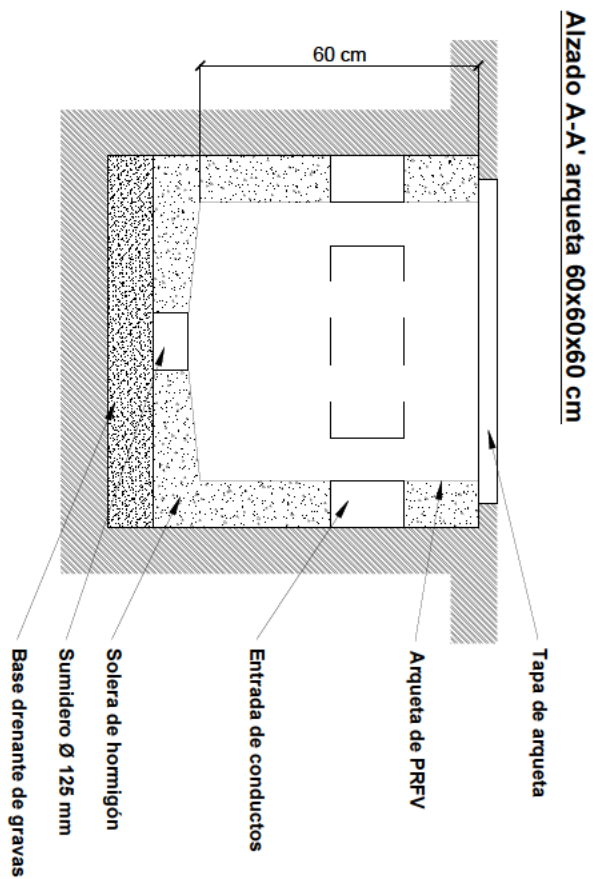 Alzado A-A' arqueta 60x60x60 cm
60 cm
Tapa de arqueta
Arqueta de PRFV
Entrada de conductos
Solera de hormigón
Sumidero Ø 125 mm
Base drenante de gravas